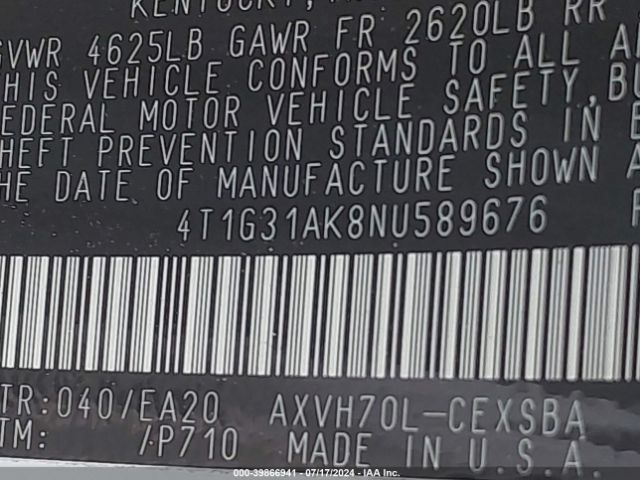 KENTUCKY,
GVWR 4625LB GAWR FR 2620LB RR
THIS VEHICLE CONFORMS TO ALL
FEDERAL MOTOR VEHICLE SAFETY,
THEFT PREVENTION STANDARDS IN
THE DATE OF MANUFACTURE SHOWN
4T1G31AK8NU589676
TR:040/EA20 AXVH70L-CEXSBA
TM: /P710 MADE IN U.S.A.
000-39866941 - 07/17/2024 - IAA Inc.